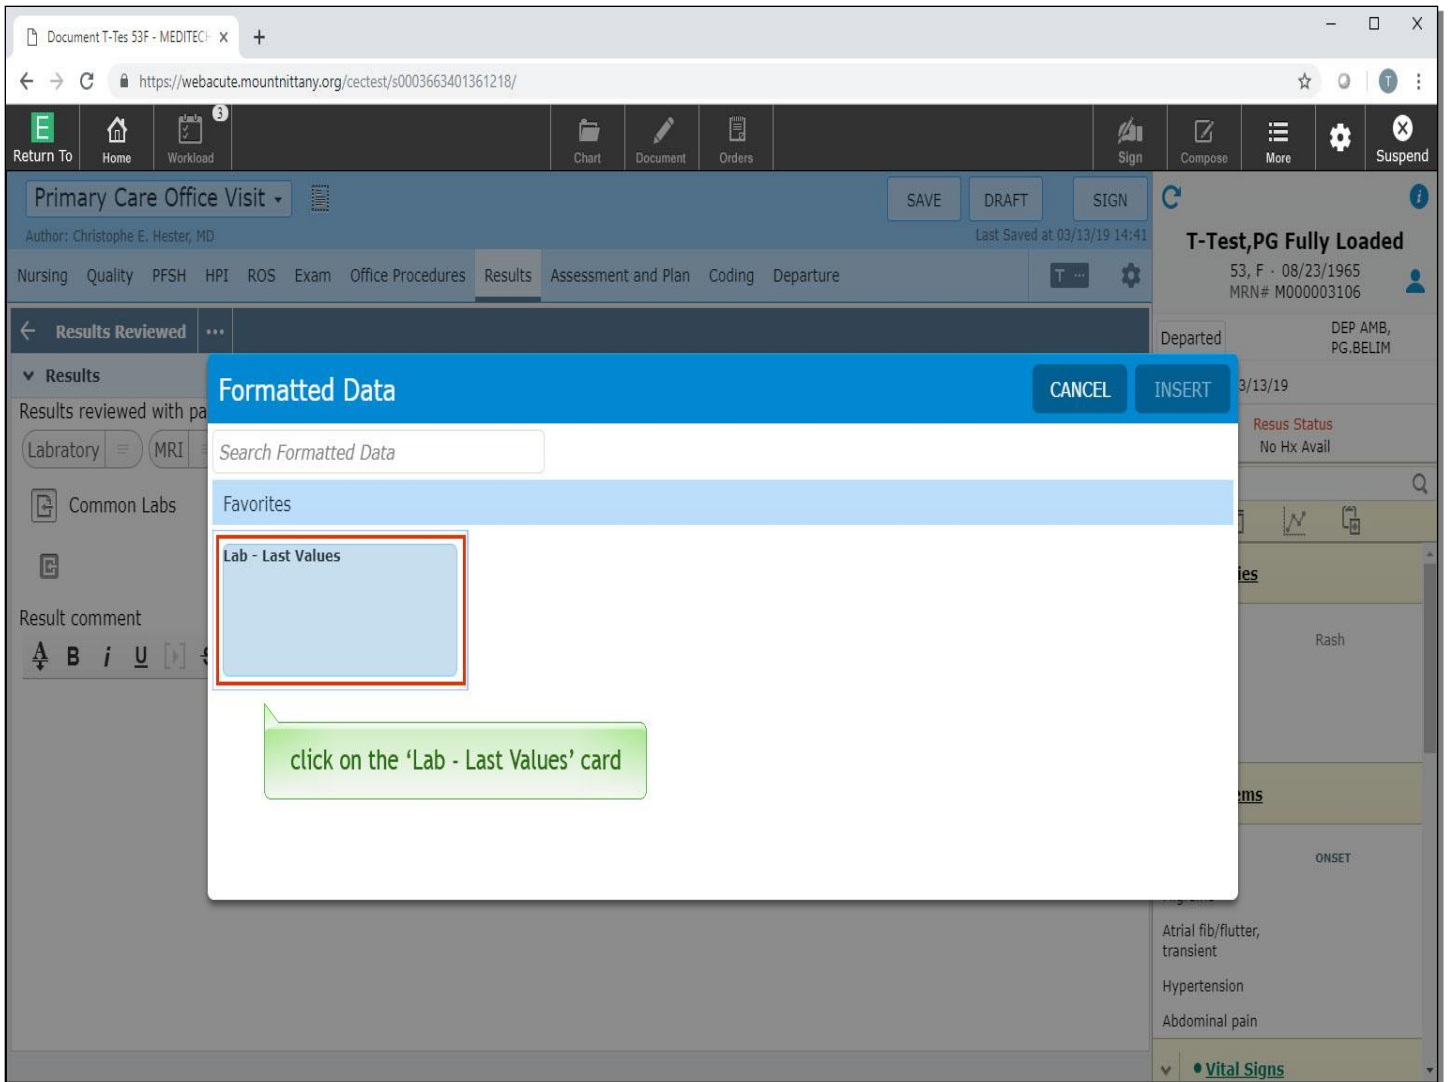 Document T-Tes 53F - MEDITECH
https://webacute.mountnittany.org/cectest/s0003663401361218/
T
E
3
Return To
Home
Workload
Chart
Document
Orders
Sign
Compose
More
Suspend
Primary Care Office Visit
SAVE
DRAFT
SIGN
Author: Christophe E. Hester, MD
Last Saved at 03/13/19 14:41
Nursing Quality PFSH HPI ROS Exam Office Procedures Results Assessment and Plan Coding Departure
T ...
T-Test,PG Fully Loaded
53, F · 08/23/1965
MRN# M000003106
Results Reviewed
Departed
DEP AMB,
PG.BELIM
Results
Results reviewed with pa
Labratory
MRI
Common Labs
Result comment
A B i U
Formatted Data
CANCEL
INSERT
Search Formatted Data
Favorites
Lab - Last Values
click on the ‘Lab - Last Values’ card
3/13/19
Resus Status
No Hx Avail
ies
Rash
ems
ONSET
Atrial fib/flutter,
transient
Hypertension
Abdominal pain
Vital Signs